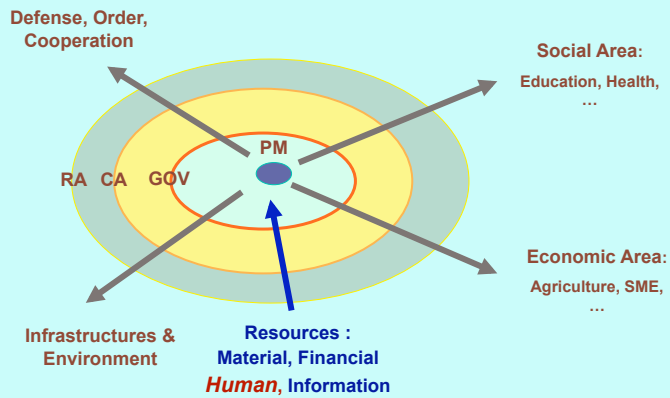 Defense, Order,
Cooperation
Social Area:
Education, Health,
…
PM
RA CA GOV
Economic Area:
Agriculture, SME,
…
Infrastructures &
Environment
Resources :
Material, Financial
Human, Information